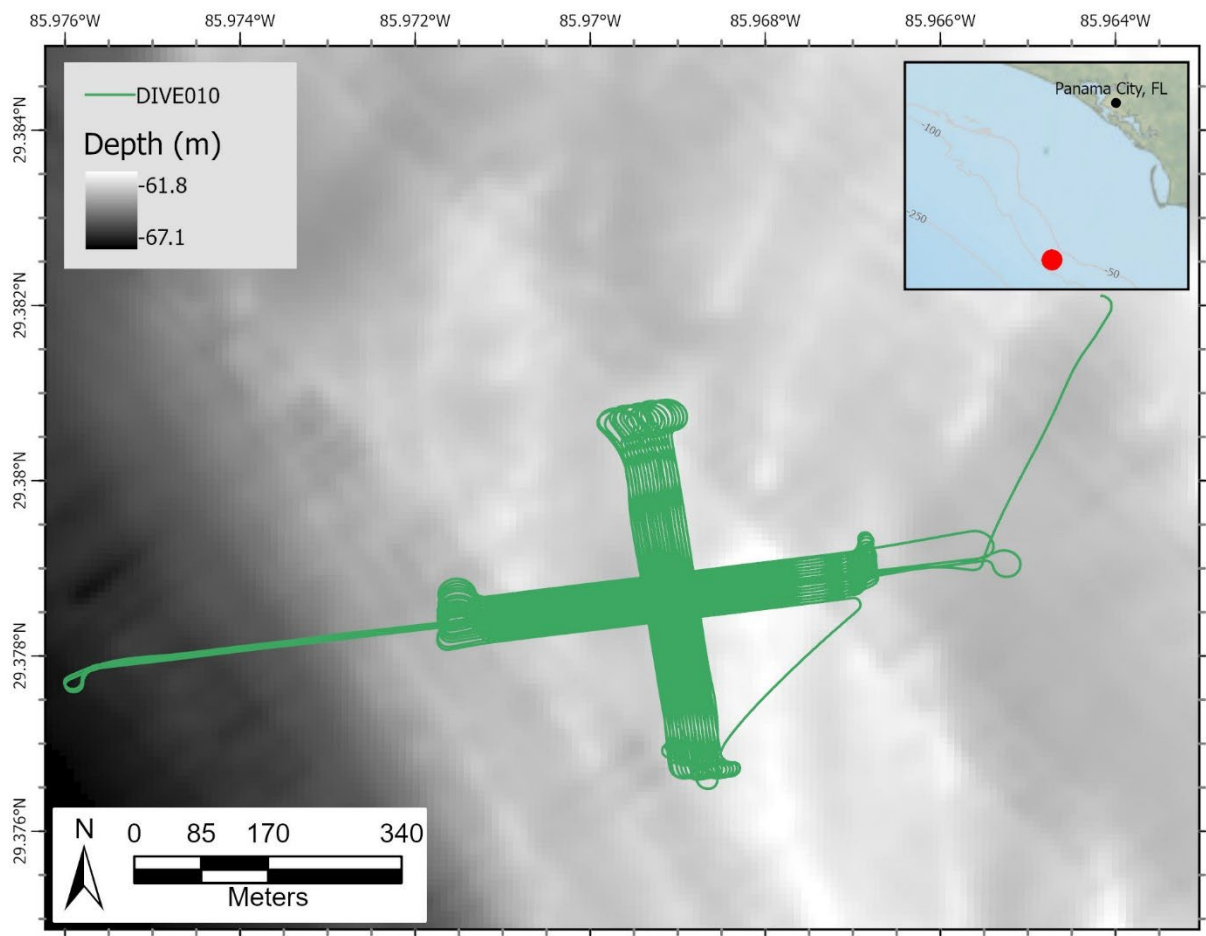 85.976°W 85.974°W 85.972°W 85.97°W 85.968°W 85.966°W 85.964°W
29.384°N
29.382°N
29.38°N
29.378°N
29.376°N
DIVE010
Depth (m)
-61.8
-67.1
Panama City, FL
-100
-250
-50
N
0 85 170 340
Meters